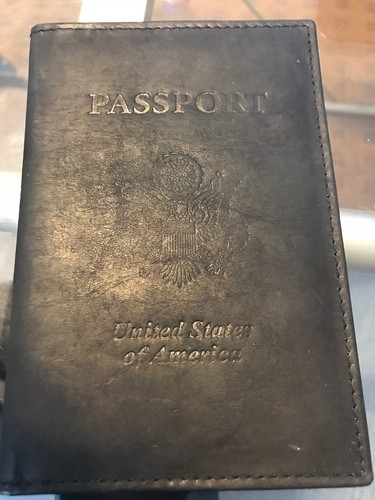 PASSPORT
United States
of America